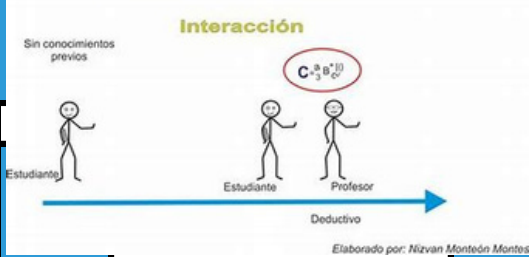 Interacción
Sin conocimientos
previos
Estudiante
Estudiante
Profesor
Deductivo
Elaborado por: Nizvan Monteón Montes